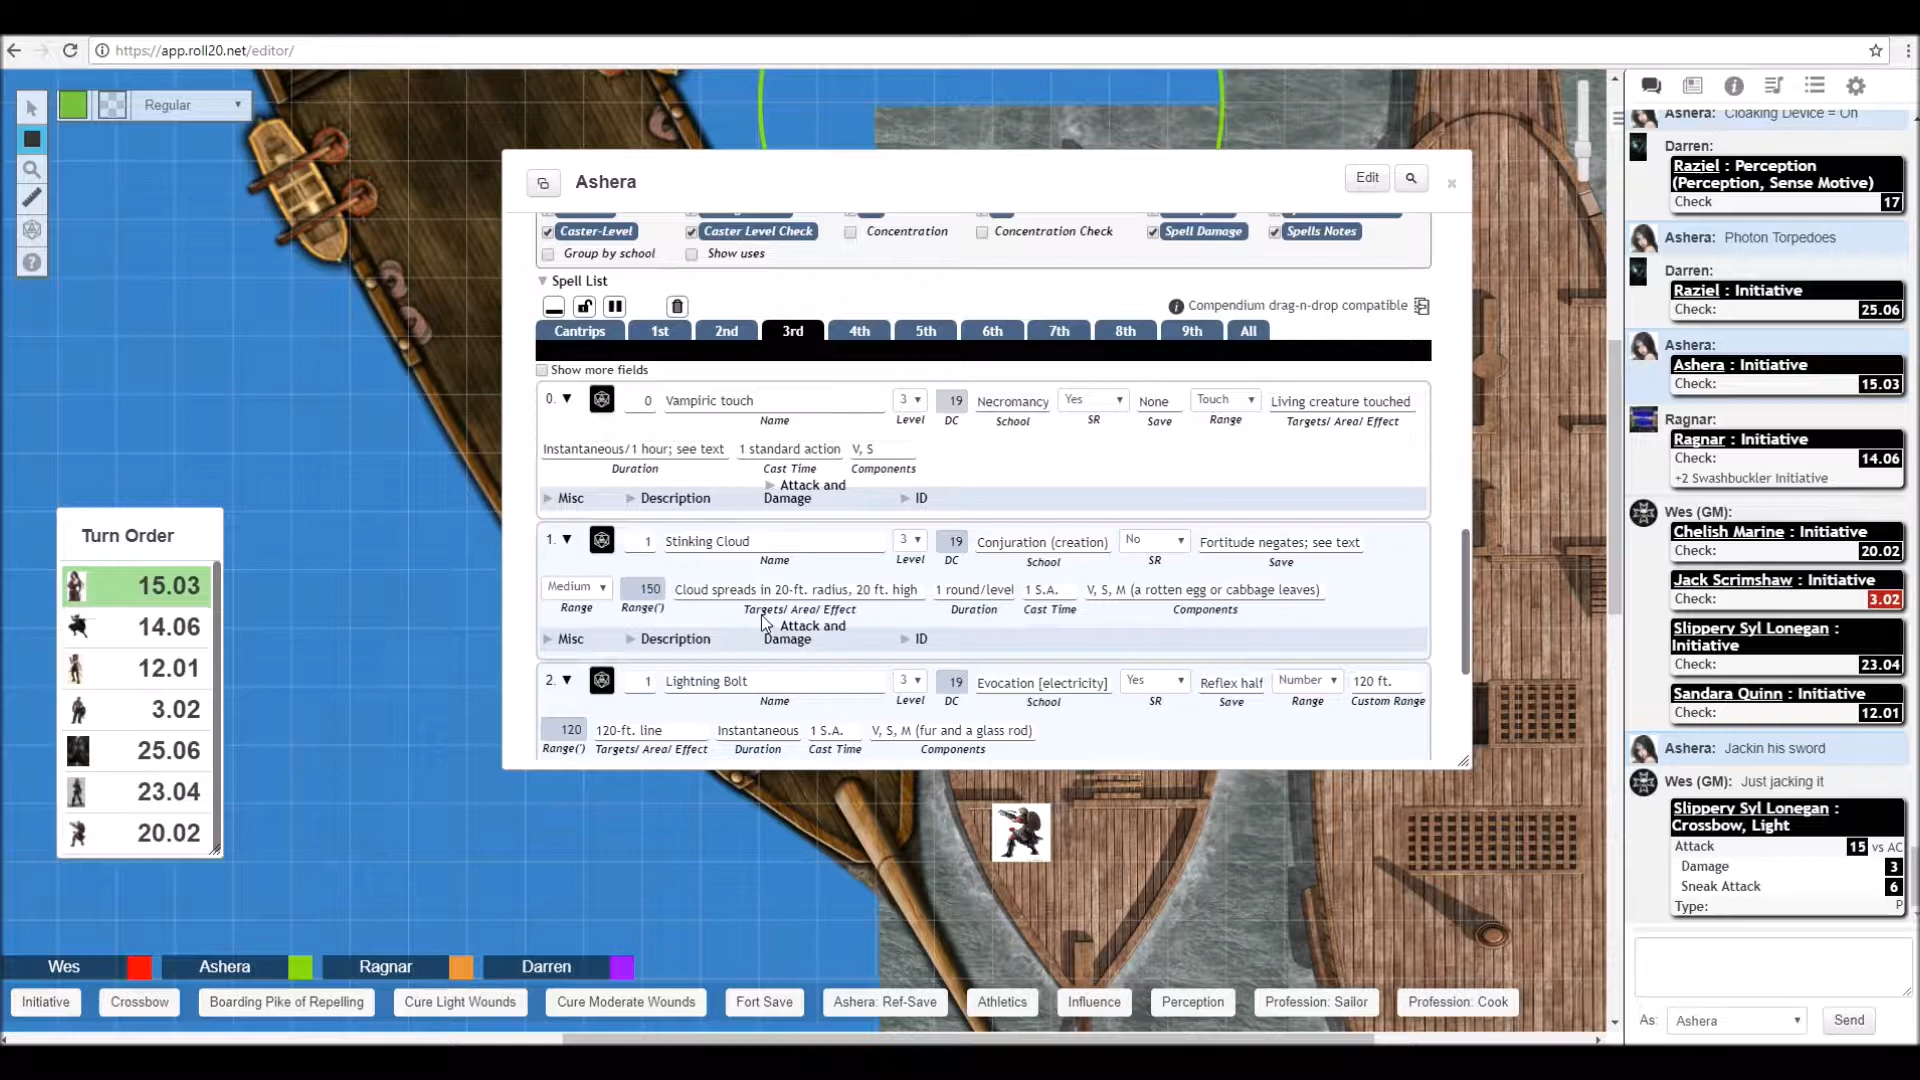 https://app.roll20.net/editor/
Regular
Ashera
Edit
Caster-Level Caster Level Check Concentration Concentration Check Spell Damage Spells Notes
Group by school Show uses
Spell List
Compendium drag-n-drop compatible
Cantrips 1st 2nd 3rd 4th 5th 6th 7th 8th 9th All
Show more fields
0. 0 Vampiric touch 3 19 Necromancy Yes None Touch Living creature touched
Name Level DC School SR Save Range Targets/ Area/ Effect
Instantaneous/1 hour; see text 1 standard action V, S
Duration Cast Time Components
Attack and
Misc Description Damage ID
1. 1 Stinking Cloud 3 19 Conjuration (creation) No Fortitude negates; see text
Name Level DC School SR Save
Medium 150 Cloud spreads in 20-ft. radius, 20 ft. high 1 round/level 1 S.A. V, S, M (a rotten egg or cabbage leaves)
Range Range(') Targets/ Area/ Effect Duration Cast Time Components
Attack and
Misc Description Damage ID
2. 1 Lightning Bolt 3 19 Evocation [electricity] Yes Reflex half Number 120 ft.
Name Level DC School SR Save Range Custom Range
120 120-ft. line Instantaneous 1 S.A. V, S, M (fur and a glass rod)
Range(') Targets/ Area/ Effect Duration Cast Time Components
Turn Order
15.03
14.06
12.01
3.02
25.06
23.04
20.02
Wes Ashera Ragnar Darren
Initiative Crossbow Boarding Pike of Repelling Cure Light Wounds Cure Moderate Wounds Fort Save Ashera: Ref-Save Athletics Influence Perception Profession: Sailor Profession: Cook
Ashera: Cloaking Device = On
Darren:
Raziel : Perception
(Perception, Sense Motive)
Check 17
Ashera: Photon Torpedoes
Darren:
Raziel : Initiative
Check: 25.06
Ashera:
Ashera : Initiative
Check: 15.03
Ragnar:
Ragnar : Initiative
Check: 14.06
+2 Swashbuckler Initiative
Wes (GM):
Chelish Marine : Initiative
Check: 20.02
Jack Scrimshaw : Initiative
Check: 3.02
Slippery Syl Lonegan :
Initiative
Check: 23.04
Sandara Quinn : Initiative
Check: 12.01
Ashera: Jackin his sword
Wes (GM): Just jacking it
Slippery Syl Lonegan :
Crossbow, Light
Attack 15 vs AC
Damage 3
Sneak Attack 6
Type: P
As: Ashera Send